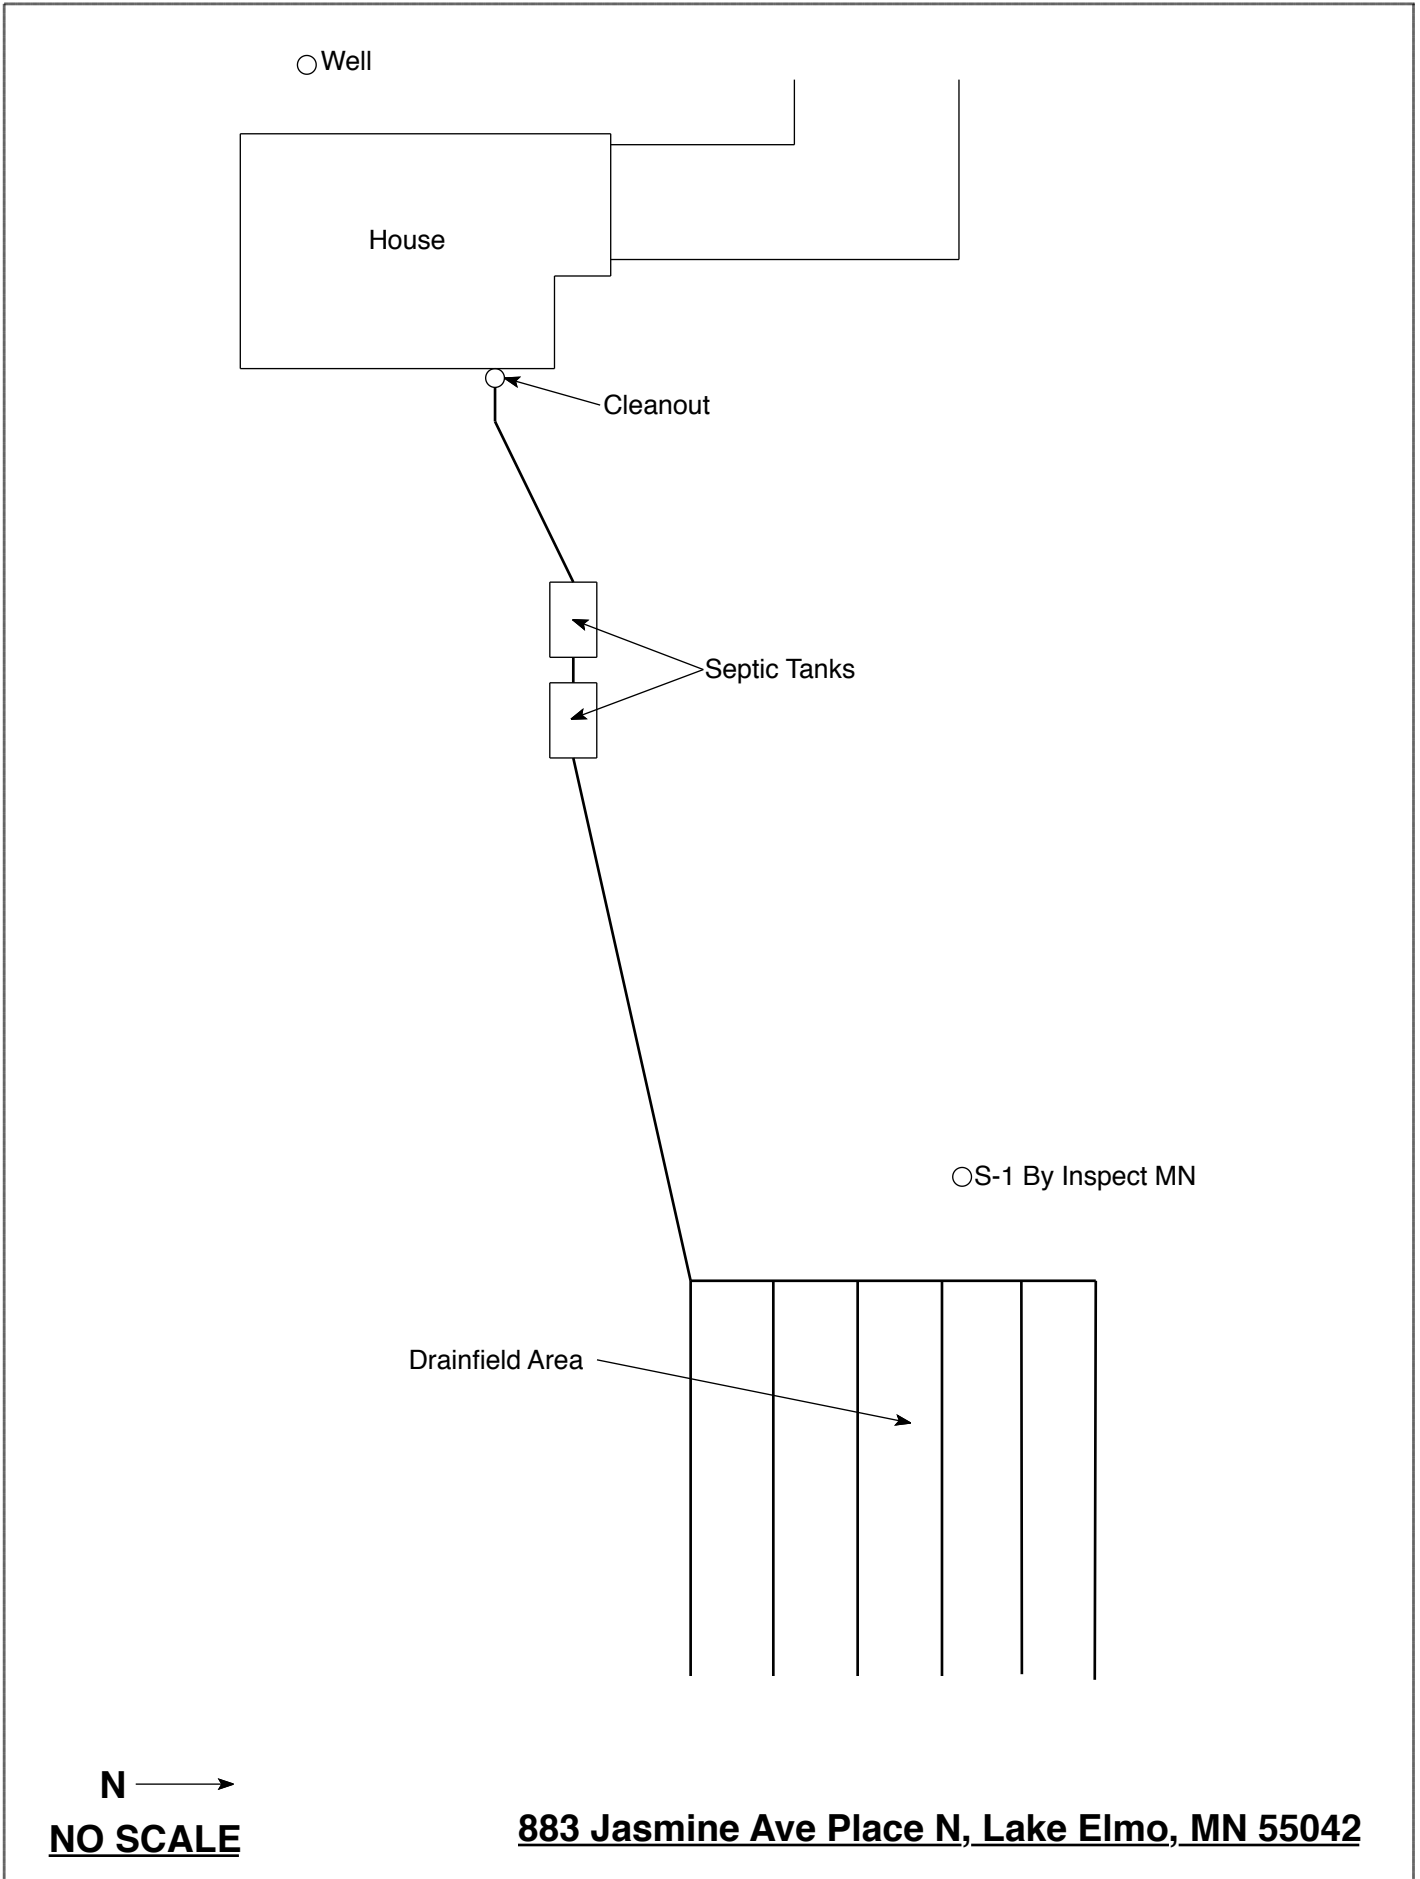 Well
House
Cleanout
Septic Tanks
S-1 By Inspect MN
Drainfield Area
N
NO SCALE
883 Jasmine Ave Place N, Lake Elmo, MN 55042